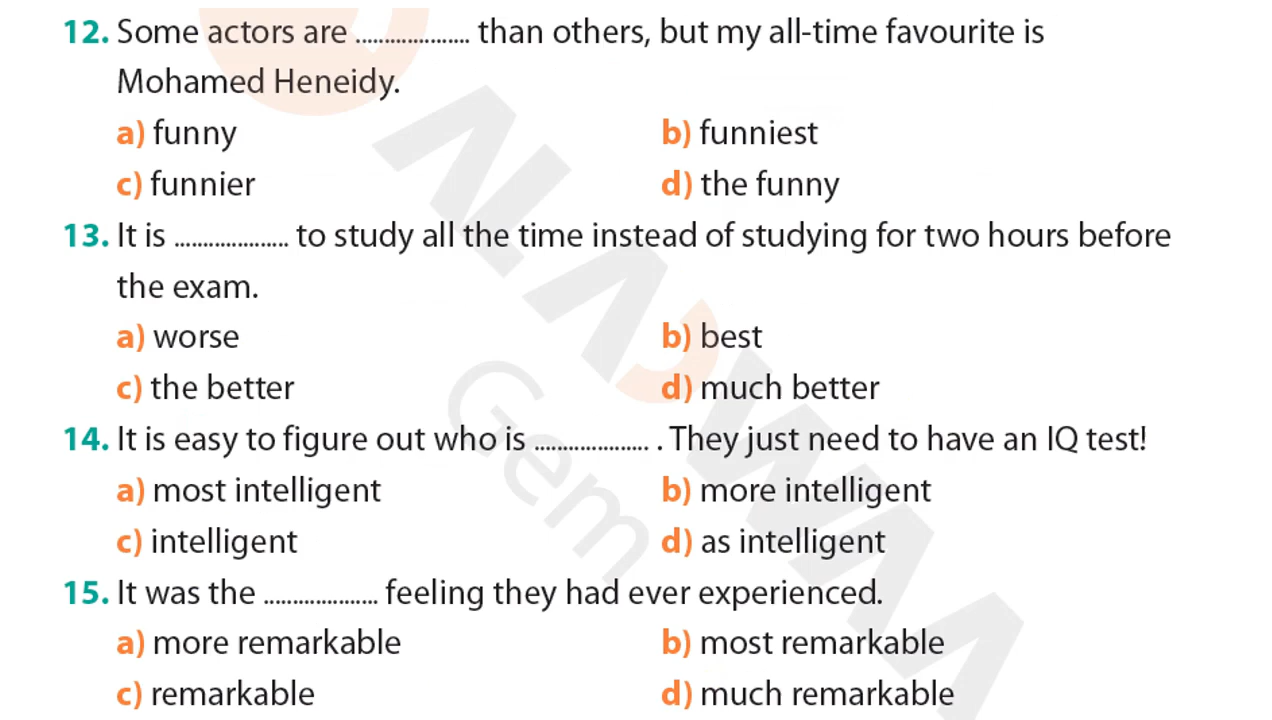 12. Some actors are .................... than others, but my all-time favourite is
Mohamed Heneidy.
a) funny b) funniest
c) funnier d) the funny
13. It is .................... to study all the time instead of studying for two hours before
the exam.
a) worse b) best
c) the better d) much better
14. It is easy to figure out who is .................... . They just need to have an IQ test!
a) most intelligent b) more intelligent
c) intelligent d) as intelligent
15. It was the .................... feeling they had ever experienced.
a) more remarkable b) most remarkable
c) remarkable d) much remarkable
Gem